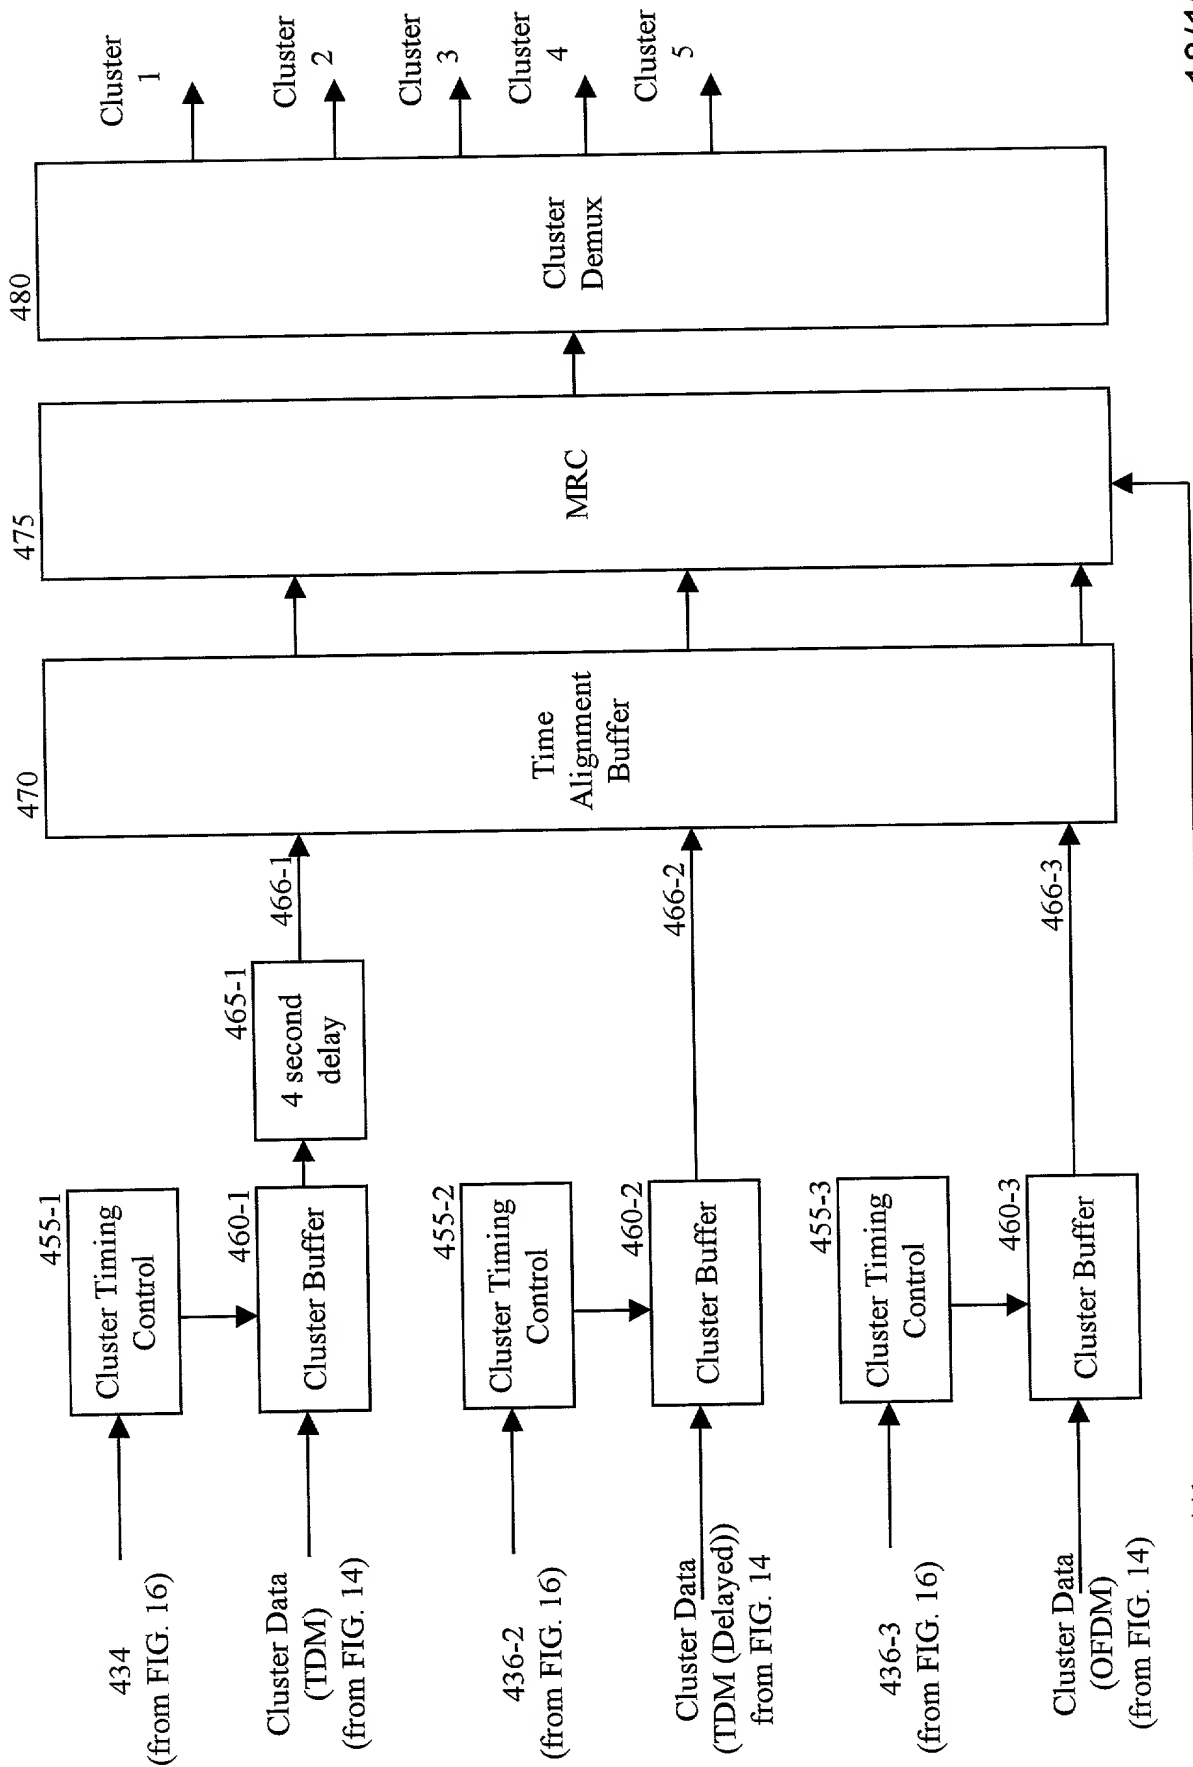 434
(from FIG. 16)
455-1
Cluster Timing
Control
Cluster Data
(TDM)
(from FIG. 14)
460-1
Cluster Buffer
465-1
4 second
delay
466-1
436-2
(from FIG. 16)
455-2
Cluster Timing
Control
Cluster Data
(TDM (Delayed))
from FIG. 14
460-2
Cluster Buffer
466-2
436-3
(from FIG. 16)
455-3
Cluster Timing
Control
Cluster Data
(OFDM)
(from FIG. 14)
460-3
Cluster Buffer
466-3
470
Time
Alignment
Buffer
475
MRC
480
Cluster
Demux
Cluster
1
Cluster
2
Cluster
3
Cluster
4
Cluster
5